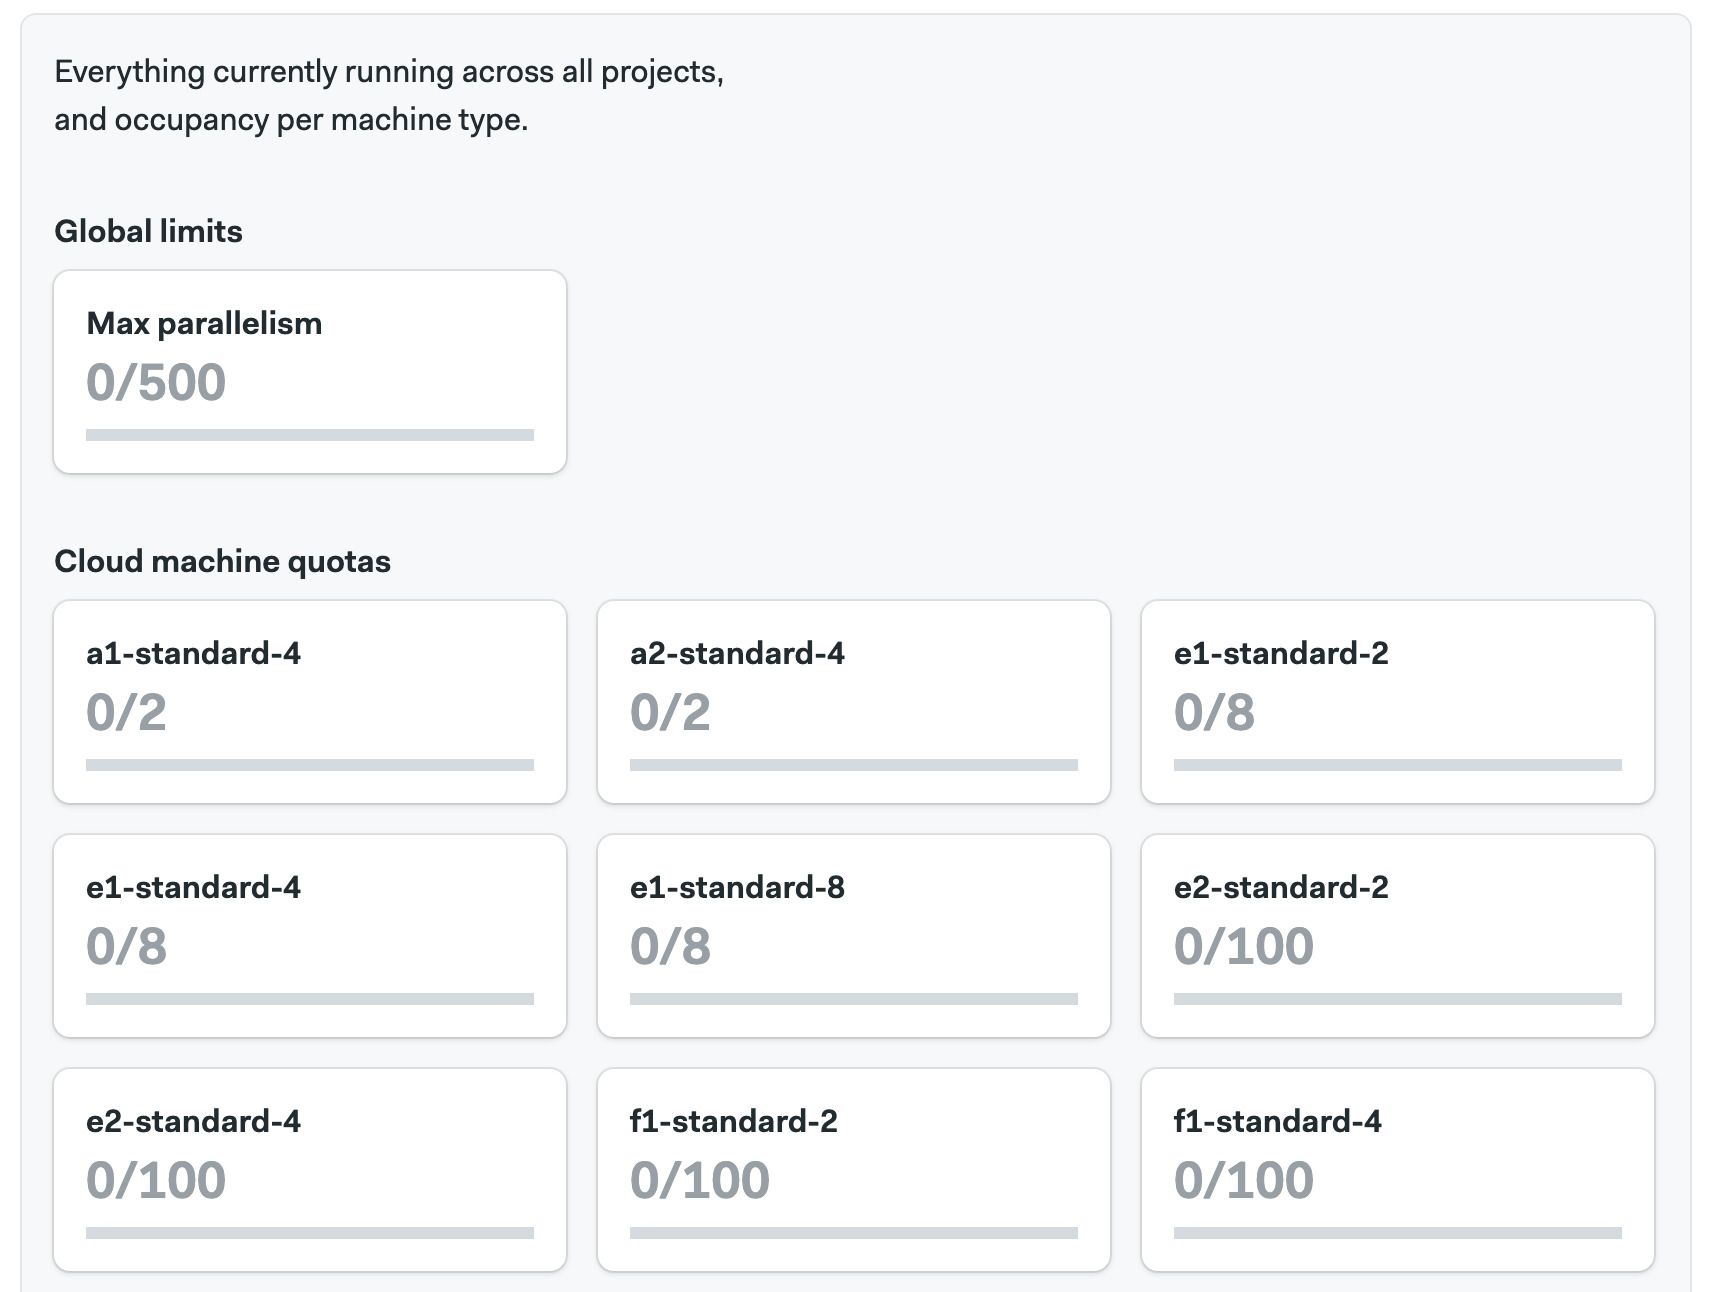 Everything currently running across all projects,
and occupancy per machine type.
Global limits
Max parallelism
0/500
Cloud machine quotas
a1-standard-4
0/2
a2-standard-4
0/2
e1-standard-2
0/8
e1-standard-4
0/8
e1-standard-8
0/8
e2-standard-2
0/100
e2-standard-4
0/100
f1-standard-2
0/100
f1-standard-4
0/100